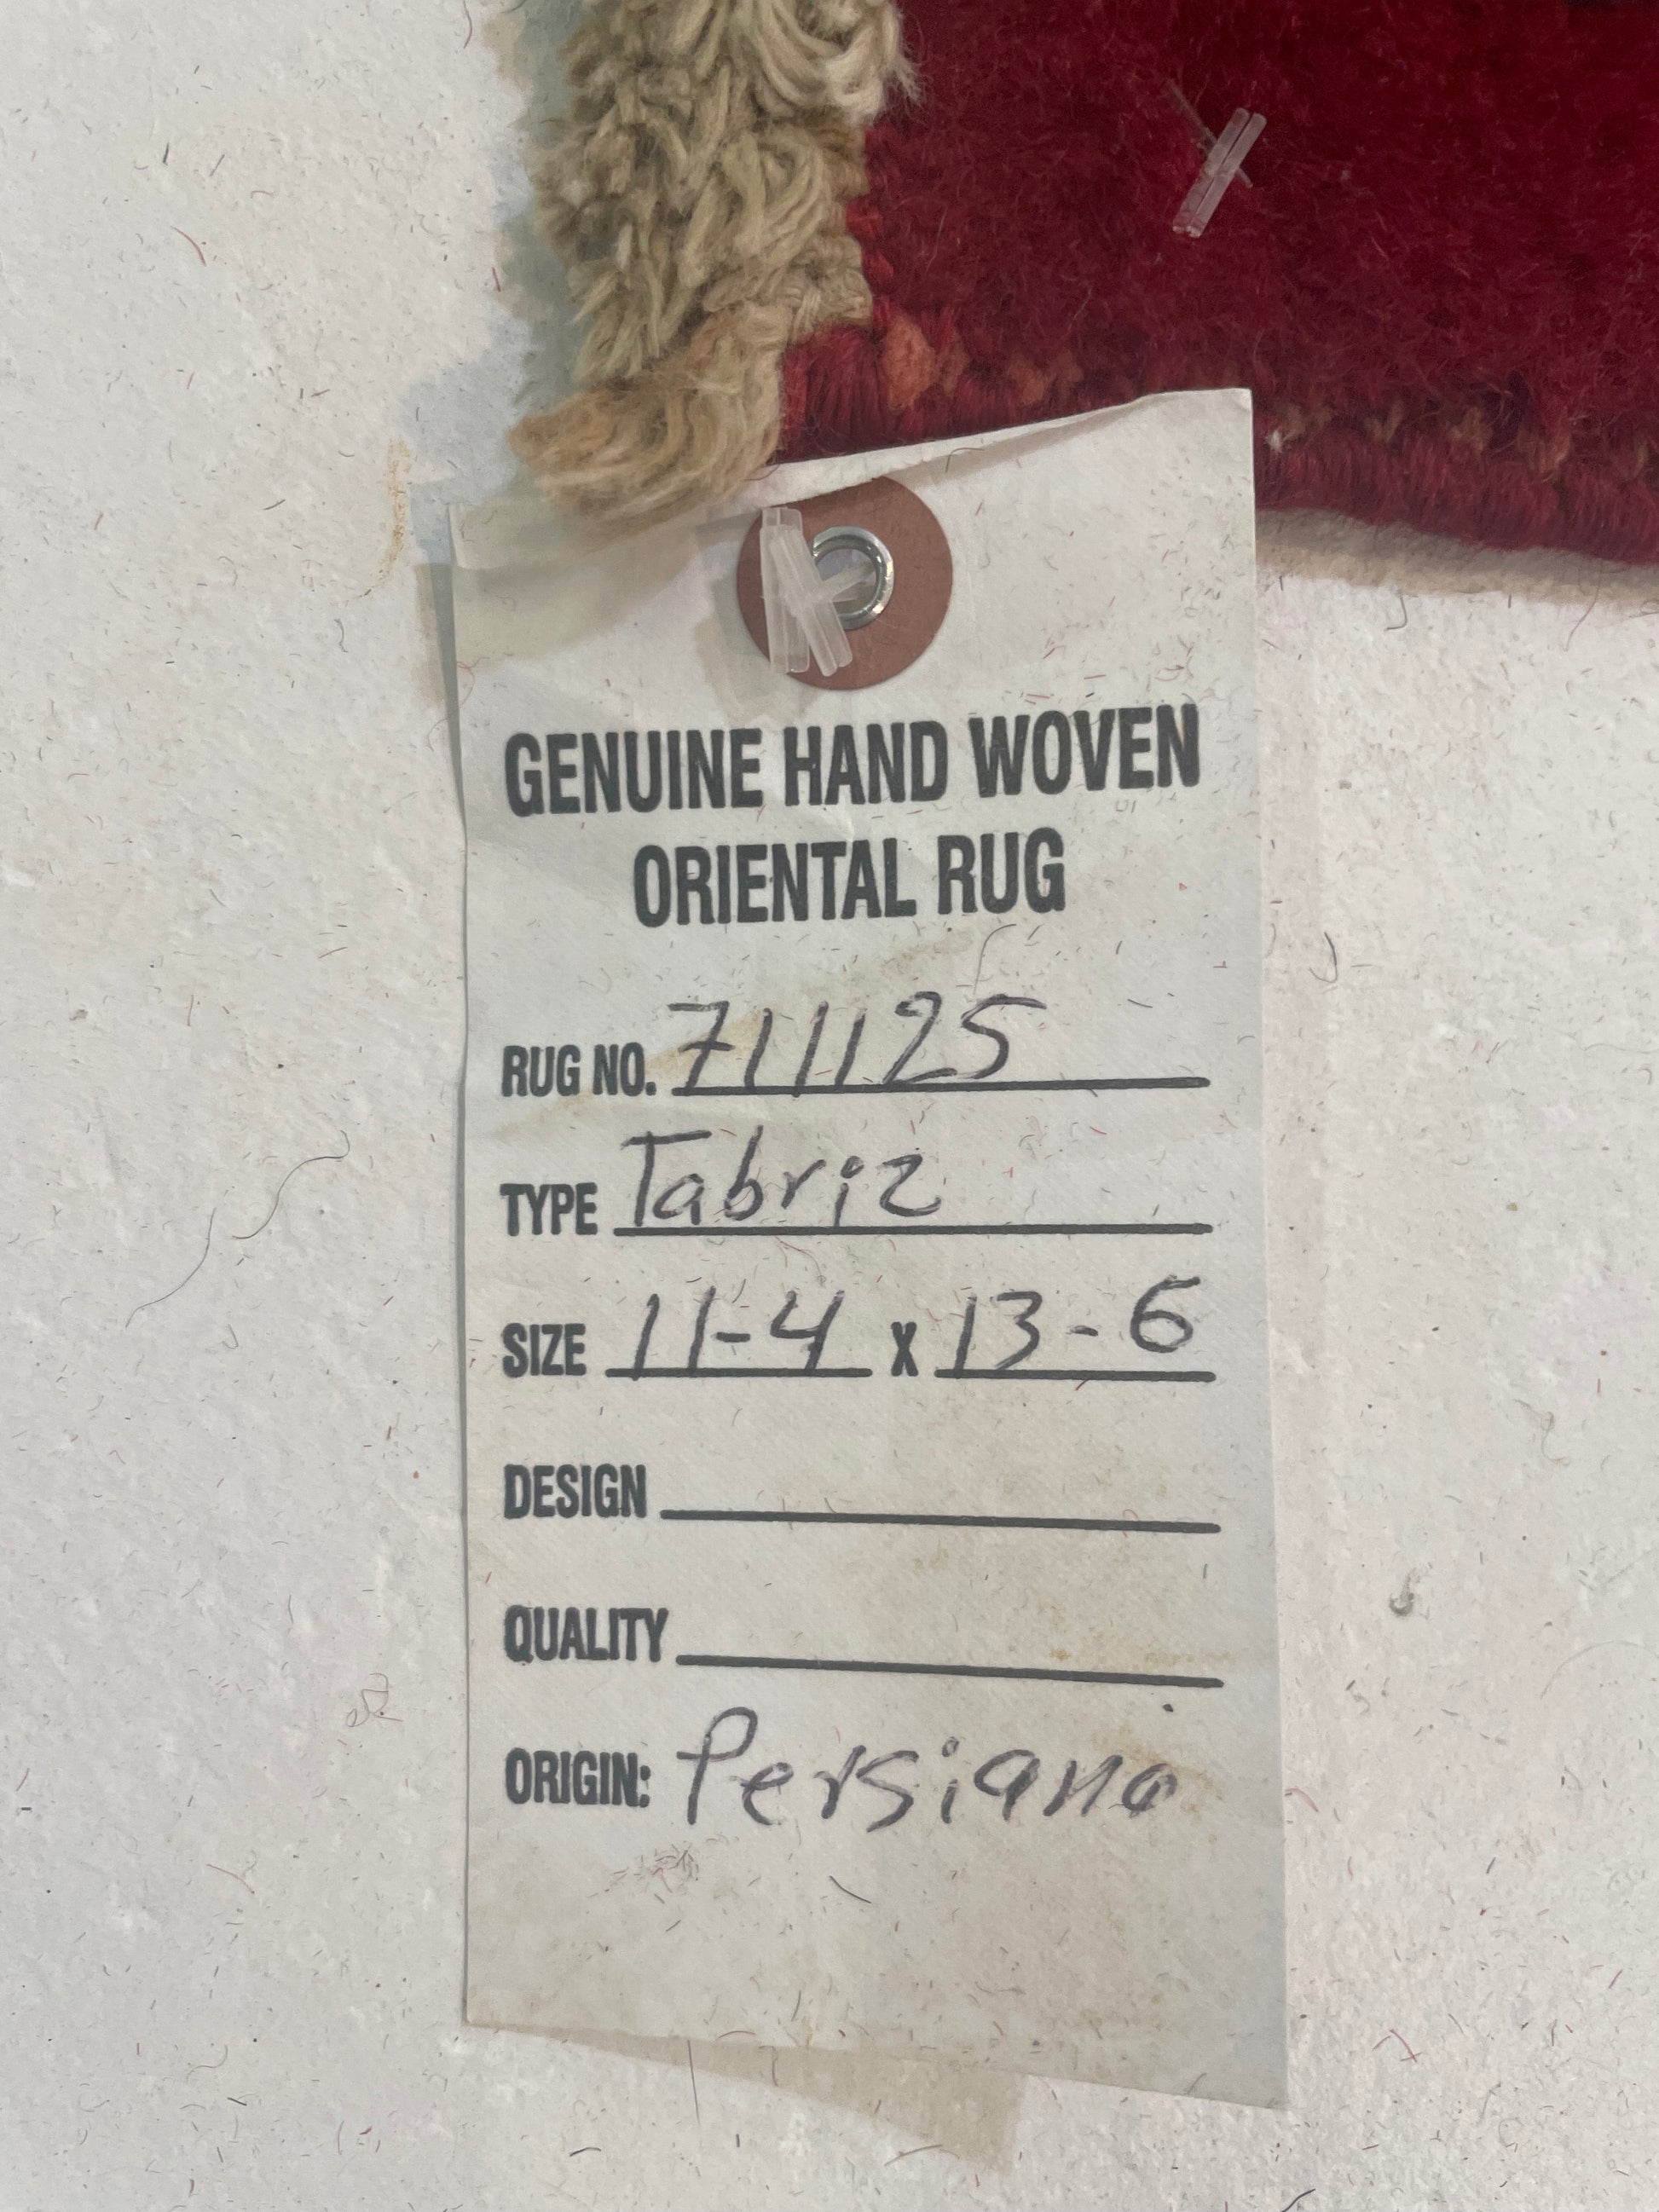 GENUINE HAND WOVEN
ORIENTAL RUG
RUG NO. 711125
TYPE Tabriz
SIZE 11-4 X 13-6
DESIGN
QUALITY
ORIGIN: Persiano